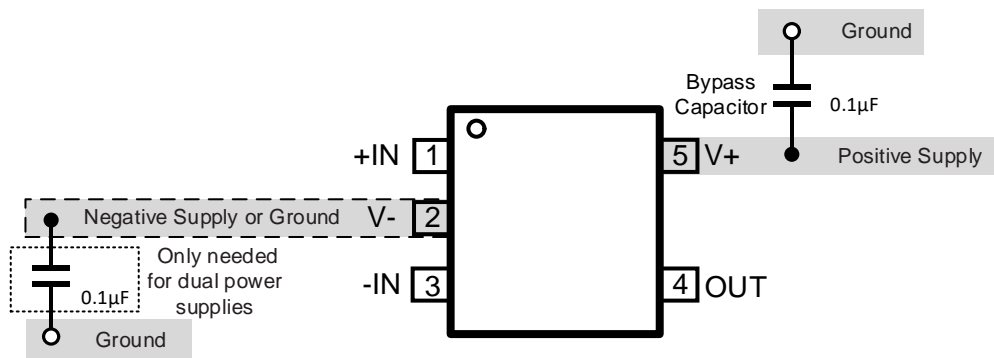 Ground
Bypass
Capacitor
0.1µF
+IN 1
5 V+
Positive Supply
Negative Supply or Ground V- 2
Only needed
for dual power
supplies
0.1µF
-IN 3
4 OUT
Ground